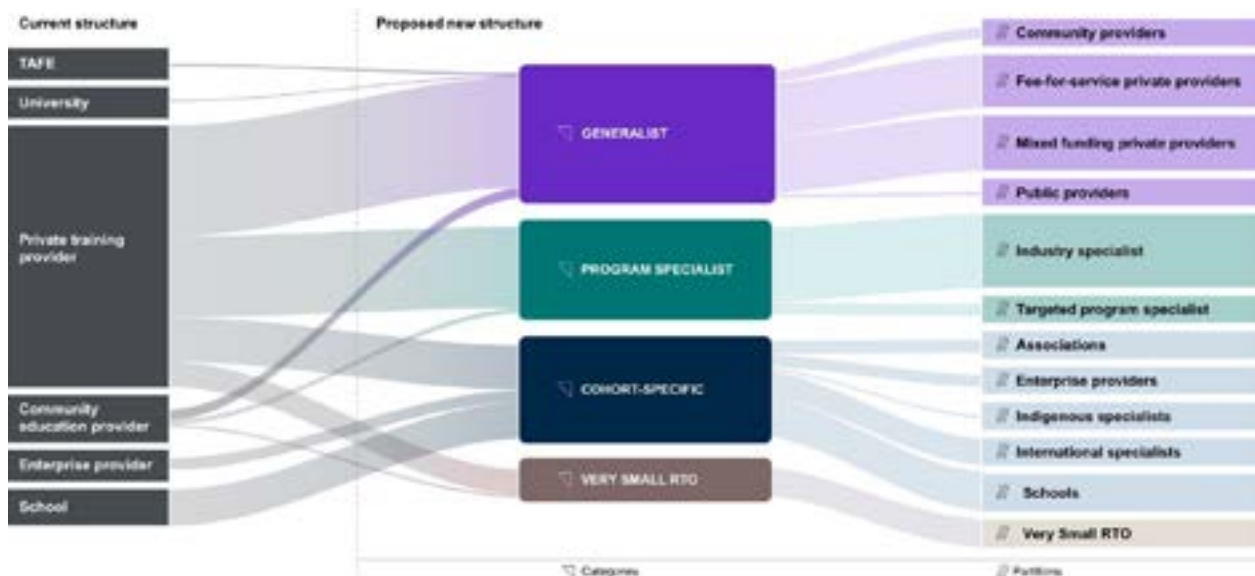 Current structure
Proposed new structure
TAFE
University
Private training
provider
Community
education provider
Enterprise provider
School
GENERALIST
PROGRAM SPECIALIST
COHORT-SPECIFIC
VERY SMALL RTO
Community providers
Fee-for-service private providers
Mixed funding private providers
Public providers
Industry specialist
Targeted program specialist
Associations
Enterprise providers
Indigenous specialists
International specialists
Schools
Very Small RTO
Categories
Partitions